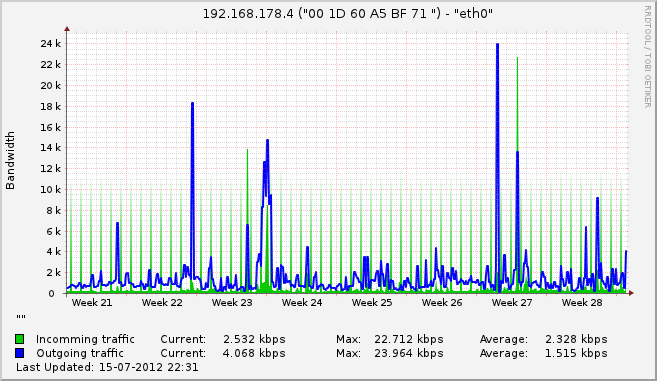 192.168.178.4 ("00 1D 60 A5 BF 71 ") - "eth0"
RRDTOOL / TOBI OETIKER
Bandwidth
24 k
22 k
20 k
18 k
16 k
14 k
12 k
10 k
8 k
6 k
4 k
2 k
0
Week 21 Week 22 Week 23 Week 24 Week 25 Week 26 Week 27 Week 28
""
Incomming traffic Current: 2.532 kbps Max: 22.712 kbps Average: 2.328 kbps
Outgoing traffic Current: 4.068 kbps Max: 23.964 kbps Average: 1.515 kbps
Last Updated: 15-07-2012 22:31